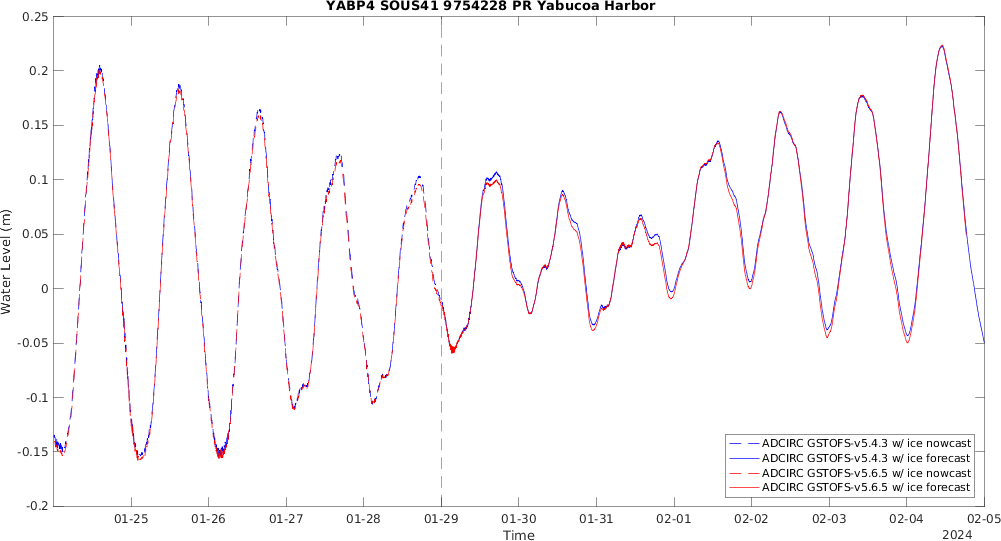 YABP4 SOUS41 9754228 PR Yabucoa Harbor
Water Level (m)
0.25
0.2
0.15
0.1
0.05
0
-0.05
-0.1
-0.15
-0.2
ADCIRC GSTOFS-v5.4.3 w/ ice nowcast
ADCIRC GSTOFS-v5.4.3 w/ ice forecast
ADCIRC GSTOFS-v5.6.5 w/ ice nowcast
ADCIRC GSTOFS-v5.6.5 w/ ice forecast
01-25 01-26 01-27 01-28 01-29 01-30 01-31 02-01 02-02 02-03 02-04 02-05
Time
2024